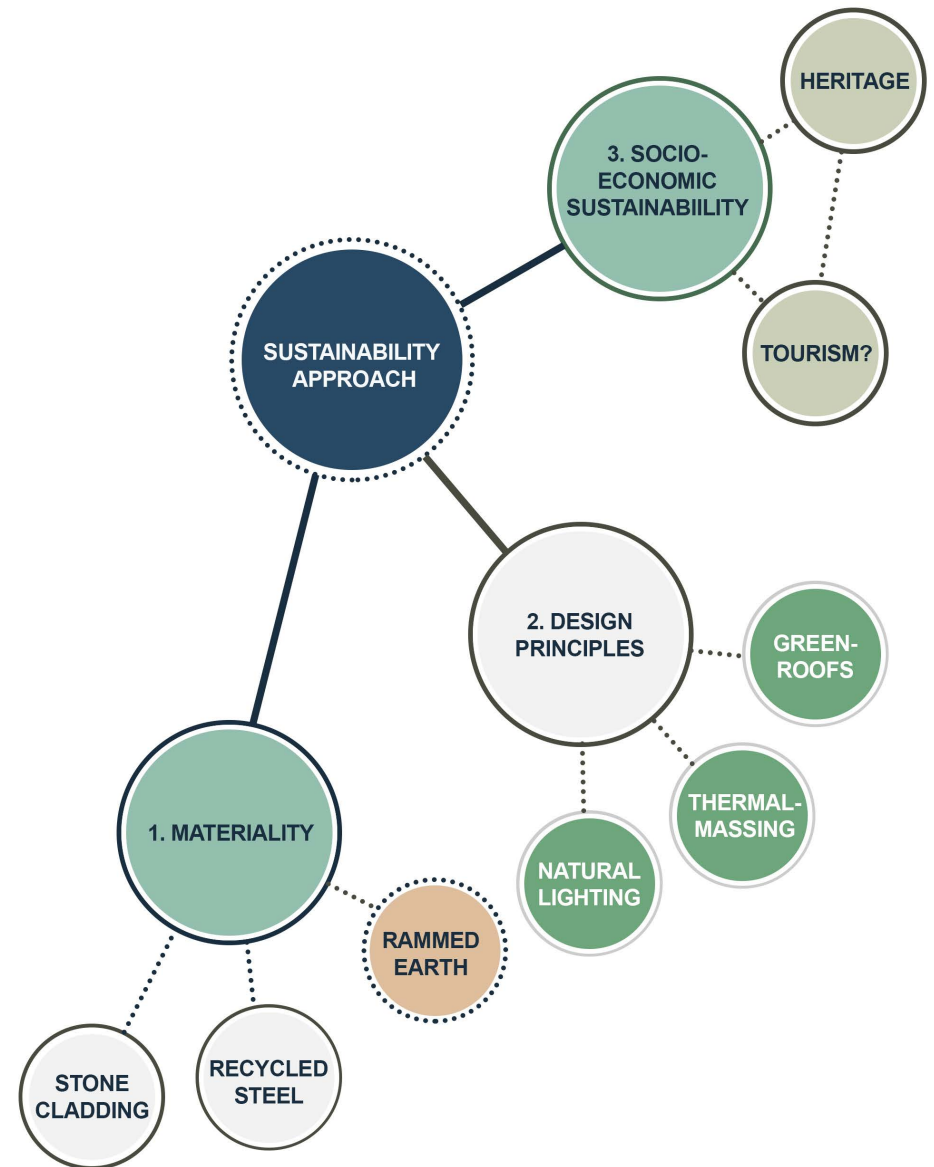 HERITAGE
3. SOCIO-
ECONOMIC
SUSTAINABIILITY
TOURISM?
SUSTAINABILITY
APPROACH
2. DESIGN
PRINCIPLES
GREEN-
ROOFS
THERMAL-
MASSING
NATURAL
LIGHTING
1. MATERIALITY
RAMMED
EARTH
RECYCLED
STEEL
STONE
CLADDING